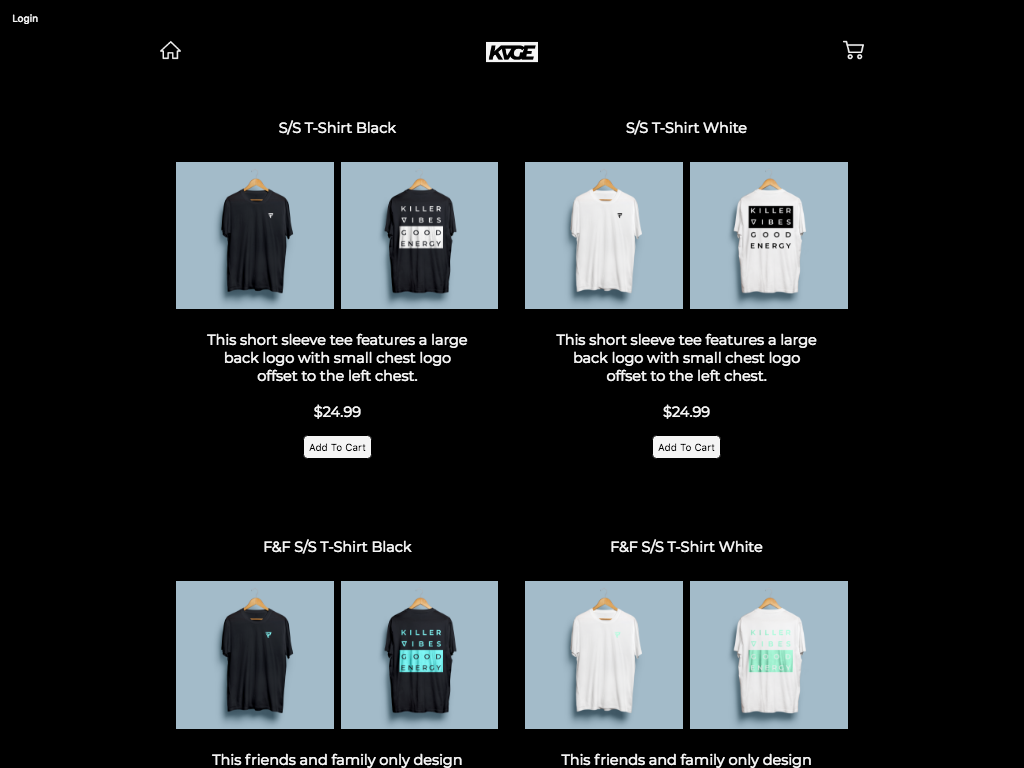 Login
KVGE
S/S T-Shirt Black
S/S T-Shirt White
KILLER
VIBES
GOOD
ENERGY
KILLER
VIBES
GOOD
ENERGY
This short sleeve tee features a large
back logo with small chest logo
offset to the left chest.
$24.99
Add To Cart
This short sleeve tee features a large
back logo with small chest logo
offset to the left chest.
$24.99
Add To Cart
F&F S/S T-Shirt Black
F&F S/S T-Shirt White
KILLER
VIBES
GOOD
ENERGY
KILLER
VIBES
GOOD
ENERGY
This friends and family only design
This friends and family only design